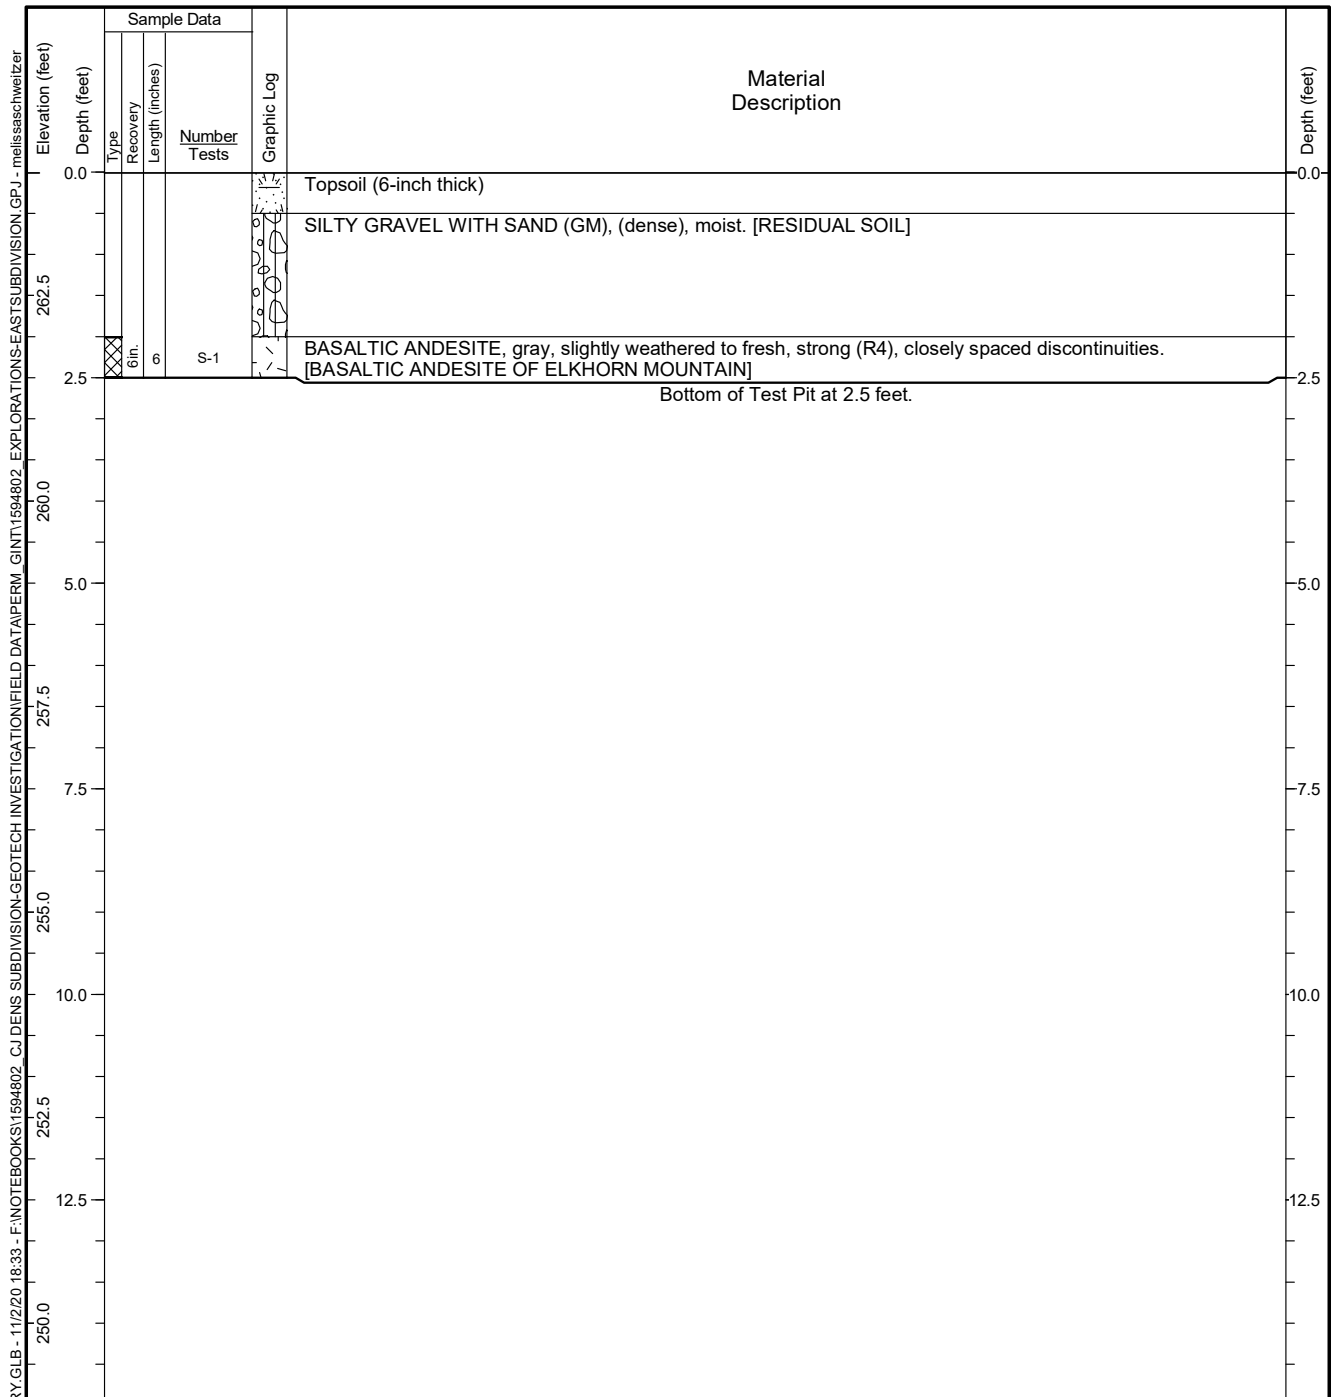 RY.GLB - 11/2/20 18:33 - F:\NOTEBOOKS\1594802_CJ DENS SUBDIVISION-GEOTECH INVESTIGATION\FIELD DATA\PERM_GINT\1594802_EXPLORATIONS-EASTSUBDIVISION.GPJ - melissaschweitzer
Elevation (feet)
Depth (feet)
Sample Data
Type
Recovery
Length (inches)
Number
Tests
Graphic Log
Material
Description
Depth (feet)
0.0
Topsoil (6-inch thick)
0.0
SILTY GRAVEL WITH SAND (GM), (dense), moist. [RESIDUAL SOIL]
262.5
6in.
6
S-1
BASALTIC ANDESITE, gray, slightly weathered to fresh, strong (R4), closely spaced discontinuities.
[BASALTIC ANDESITE OF ELKHORN MOUNTAIN]
2.5
2.5
Bottom of Test Pit at 2.5 feet.
260.0
5.0
5.0
257.5
7.5
7.5
255.0
10.0
10.0
252.5
12.5
12.5
250.0